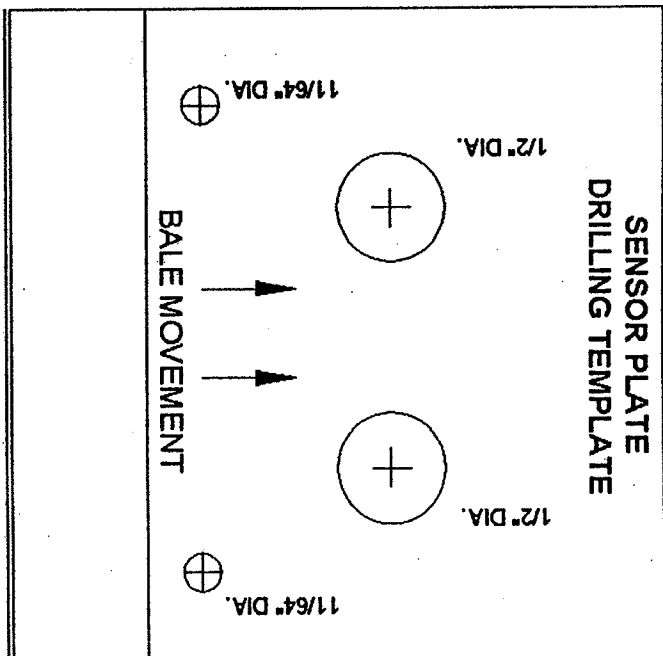 SENSOR PLATE
DRILLING TEMPLATE
1/2" DIA.
1/2" DIA.
11/64" DIA.
11/64" DIA.
BALE MOVEMENT